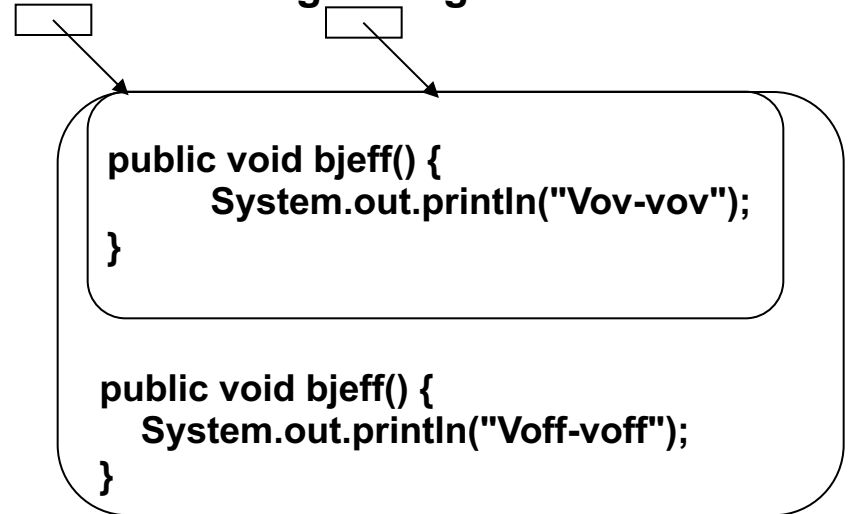 public void bjeff() {
System.out.println("Vov-vov");
}
public void bjeff() {
System.out.println("Voff-voff");
}